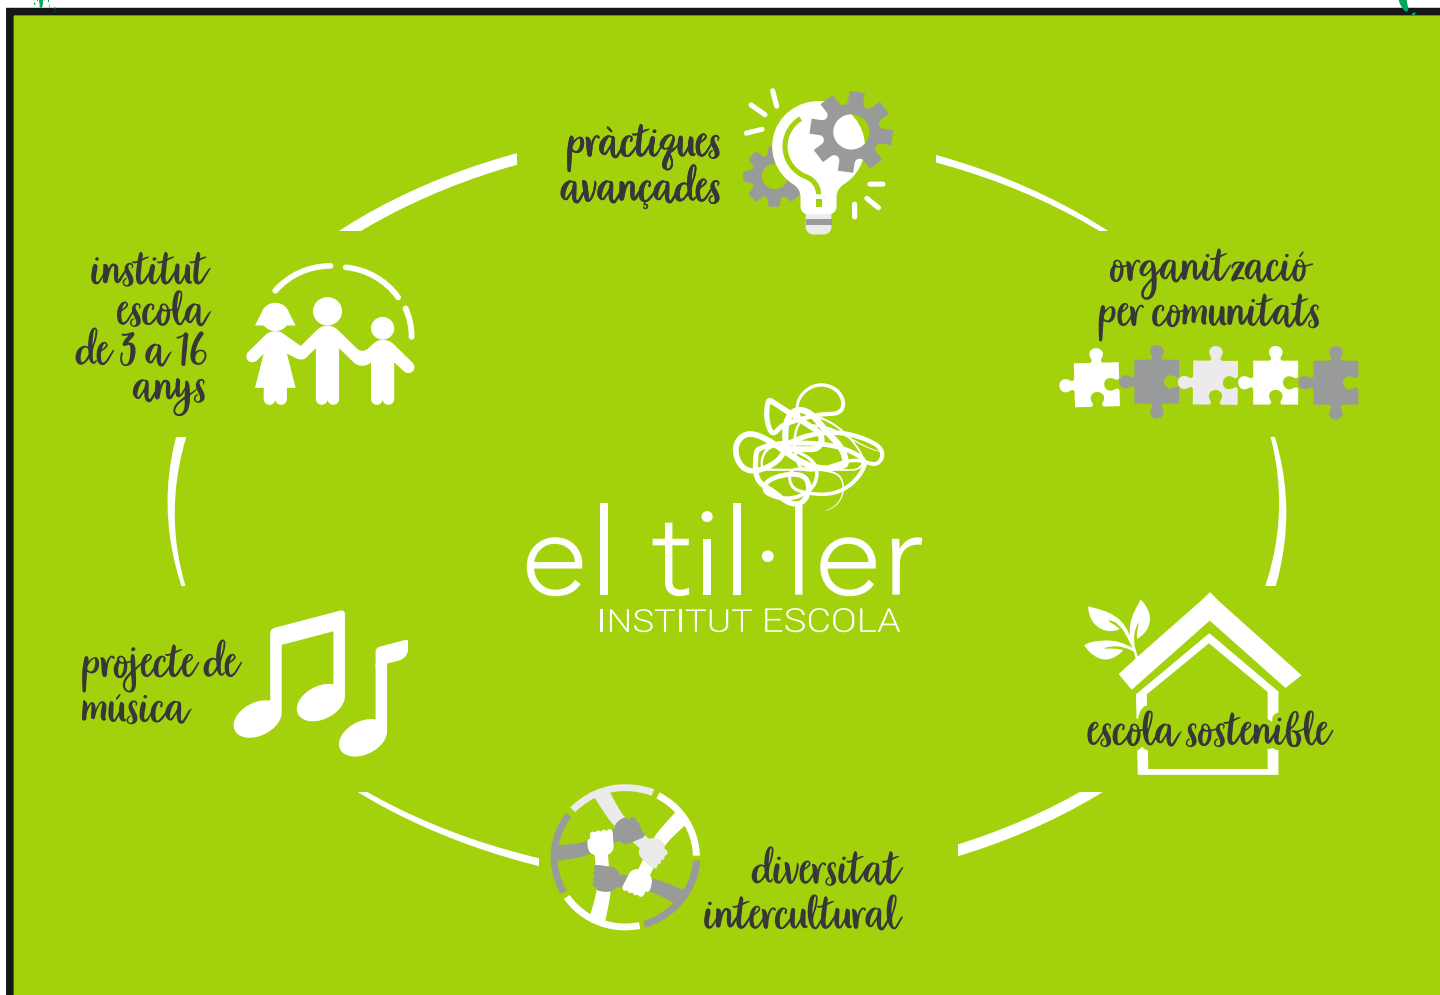 pràctiques
avançades
institut
escola
de 3 a 16
anys
organització
per comunitats
el til·ler
INSTITUT ESCOLA
projecte de
música
escola sostenible
diversitat
intercultural